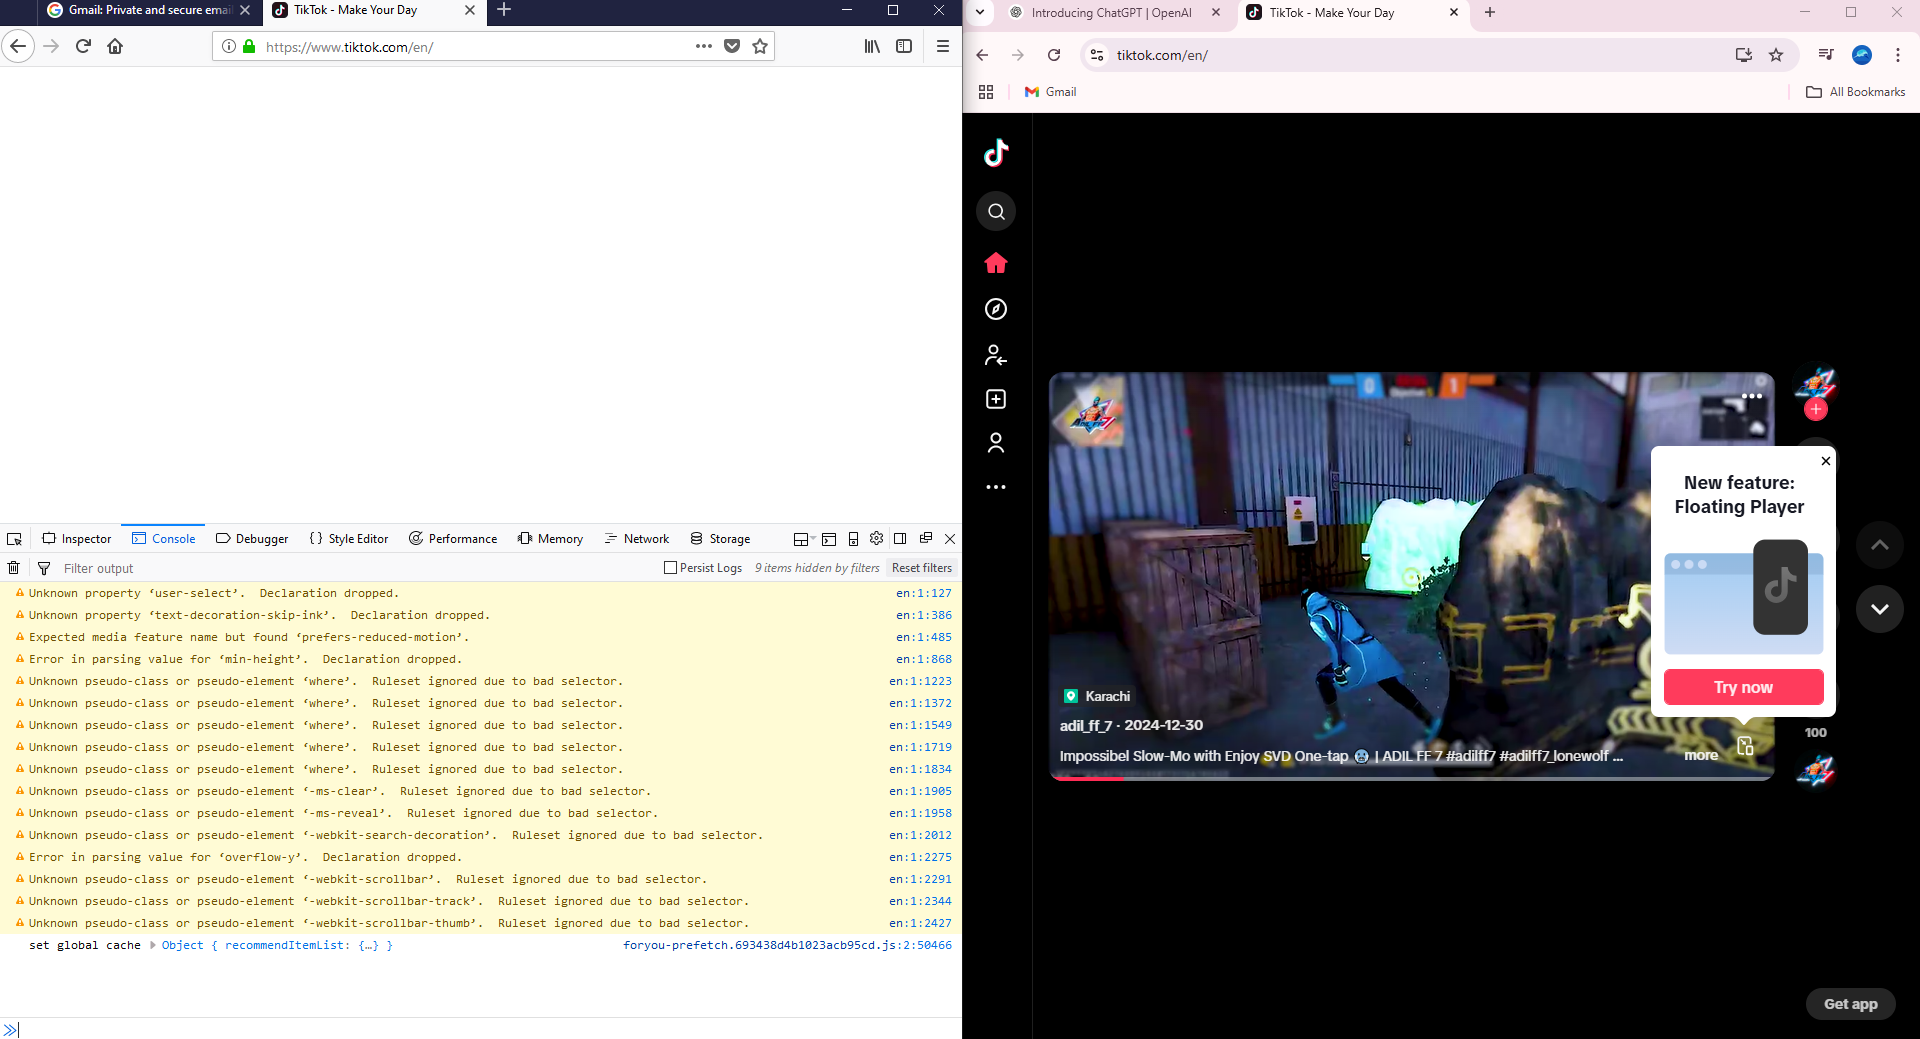 Gmail: Private and secure emai
TikTok - Make Your Day
https://www.tiktok.com/en/
Inspector
Console
Debugger
Style Editor
Performance
Memory
Network
Storage
Filter output
Persist Logs
9 items hidden by filters
Reset filters
Unknown property ‘user-select’.  Declaration dropped. en:1:127
Unknown property ‘text-decoration-skip-ink’.  Declaration dropped. en:1:386
Expected media feature name but found ‘prefers-reduced-motion’. en:1:485
Error in parsing value for ‘min-height’.  Declaration dropped. en:1:868
Unknown pseudo-class or pseudo-element ‘where’.  Ruleset ignored due to bad selector. en:1:1223
Unknown pseudo-class or pseudo-element ‘where’.  Ruleset ignored due to bad selector. en:1:1372
Unknown pseudo-class or pseudo-element ‘where’.  Ruleset ignored due to bad selector. en:1:1549
Unknown pseudo-class or pseudo-element ‘where’.  Ruleset ignored due to bad selector. en:1:1719
Unknown pseudo-class or pseudo-element ‘where’.  Ruleset ignored due to bad selector. en:1:1834
Unknown pseudo-class or pseudo-element ‘-ms-clear’.  Ruleset ignored due to bad selector. en:1:1905
Unknown pseudo-class or pseudo-element ‘-ms-reveal’.  Ruleset ignored due to bad selector. en:1:1958
Unknown pseudo-class or pseudo-element ‘-webkit-search-decoration’.  Ruleset ignored due to bad selector. en:1:2012
Error in parsing value for ‘overflow-y’.  Declaration dropped. en:1:2275
Unknown pseudo-class or pseudo-element ‘-webkit-scrollbar’.  Ruleset ignored due to bad selector. en:1:2291
Unknown pseudo-class or pseudo-element ‘-webkit-scrollbar-track’.  Ruleset ignored due to bad selector. en:1:2344
Unknown pseudo-class or pseudo-element ‘-webkit-scrollbar-thumb’.  Ruleset ignored due to bad selector. en:1:2427
set global cache Object { recommendItemList: {…} } foryou-prefetch.693438d4b1023acb95cd.js:2:50466
Introducing ChatGPT | OpenAI
TikTok - Make Your Day
tiktok.com/en/
Gmail
All Bookmarks
0
1
New feature:
Floating Player
Try now
Karachi
adil_ff_7 · 2024-12-30
Impossibel Slow-Mo with Enjoy SVD One-tap 🥶 | ADIL FF 7 #adilff7 #adilff7_lonewolf ...
more
100
Get app